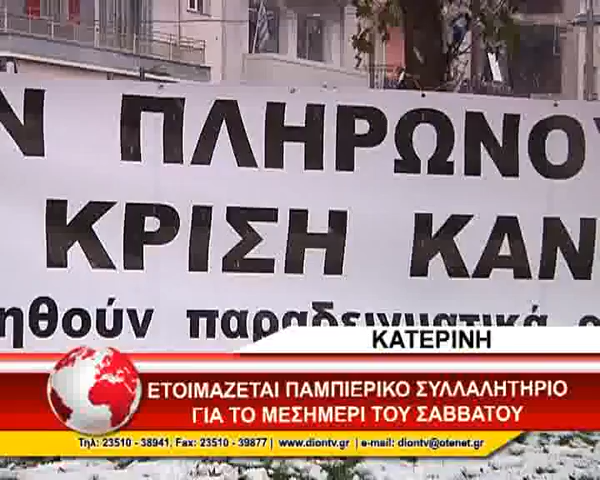 Ν ΠΛΗΡΩΝΟΥ
ΚΡΙΣΗ ΚΑΝ
ηθούν παραδειγματικά
ΚΑΤΕΡΙΝΗ
ΕΤΟΙΜΑΖΕΤΑΙ ΠΑΜΠΙΕΡΙΚΟ ΣΥΛΛΑΛΗΤΗΡΙΟ
ΓΙΑ ΤΟ ΜΕΣΗΜΕΡΙ ΤΟΥ ΣΑΒΒΑΤΟΥ
Τηλ: 23510 - 38941, Fax: 23510 - 39877 | www.diontv.gr | e-mail: diontv@otenet.gr